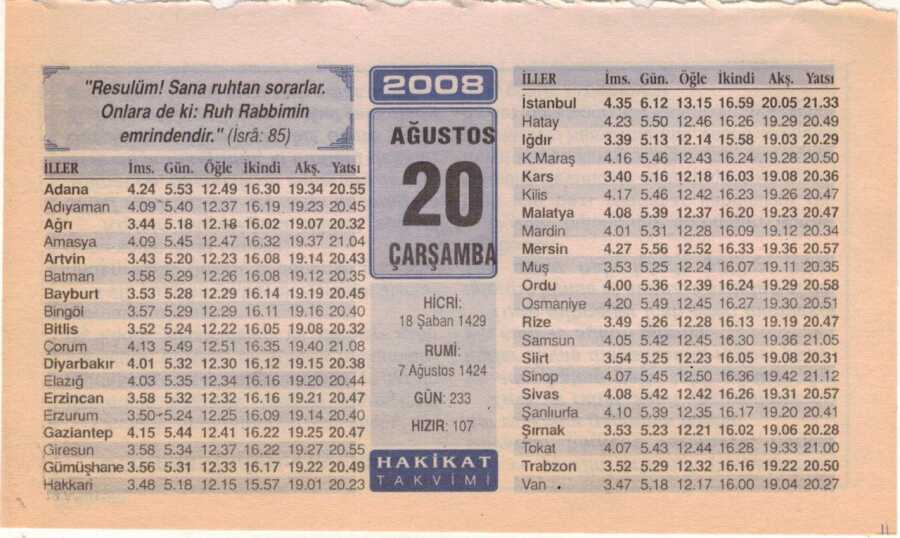 "Resulüm! Sana ruhtan sorarlar.
Onlara de ki: Ruh Rabbimin
emrindendir." (İsrâ: 85)
İLLER İms. Gün. Öğle İkindi Akş. Yatsı
Adana 4.24 5.53 12.49 16.30 19.34 20.55
Adıyaman 4.09 5.40 12.37 16.19 19.23 20.45
Ağrı 3.44 5.18 12.18 16.02 19.07 20.32
Amasya 4.09 5.45 12.47 16.32 19.37 21.04
Artvin 3.43 5.20 12.23 16.08 19.14 20.43
Batman 3.58 5.29 12.26 16.08 19.12 20.35
Bayburt 3.53 5.28 12.29 16.14 19.19 20.45
Bingöl 3.57 5.29 12.29 16.11 19.16 20.40
Bitlis 3.52 5.24 12.22 16.05 19.08 20.32
Çorum 4.13 5.49 12.51 16.35 19.40 21.08
Diyarbakır 4.01 5.32 12.30 16,12 19.15 20.38
Elazığ 4.03 5.35 12.34 16.16 19.20 20.44
Erzincan 3.58 5.32 12.32 16.16 19.21 20.47
Erzurum 3.50 5.24 12.25 16.09 19.14 20.40
Gaziantep 4.15 5.44 12.41 16.22 19.25 20.47
Giresun 3.58 5.34 12.37 16.22 19.27 20.55
Gümüşhane 3.56 5.31 12.33 16.17 19.22 20.49
Hakkari 3.48 5.18 12.15 15.57 19.01 20.23
2008
AĞUSTOS
20
ÇARŞAMBA
HİCRİ:
18 Şaban 1429
RUMİ:
7 Ağustos 1424
GÜN: 233
HIZIR: 107
HAKİKAT
TAKVİMİ
İLLER İms. Gün. Öğle İkindi Akş. Yatsı
İstanbul 4.35 6.12 13.15 16.59 20.05 21.33
Hatay 4.23 5.50 12.46 16.26 19.29 20.49
Iğdır 3.39 5.13 12.14 15.58 19.03 20.29
K.Maraş 4.16 5.46 12.43 16.24 19.28 20.50
Kars 3.40 5.16 12.18 16.03 19.08 20.36
Kilis 4.17 5.46 12.42 16.23 19.26 20.47
Malatya 4.08 5.39 12.37 16.20 19.23 20.47
Mardin 4.01 5.31 12.28 16.09 19.12 20.34
Mersin 4.27 5.56 12.52 16.33 19.36 20.57
Muş 3.53 5.25 12.24 16.07 19.11 20.35
Ordu 4.00 5.36 12.39 16.24 19.29 20.58
Osmaniye 4.20 5.49 12.45 16.27 19.30 20.51
Rize 3.49 5.26 12.28 16.13 19.19 20.47
Samsun 4.05 5.42 12.45 16.30 19.36 21.05
Siirt 3.54 5.25 12.23 16.05 19.08 20.31
Sinop 4.07 5.45 12.50 16.36 19.42 21.12
Sivas 4.08 5.42 12.42 16.26 19.31 20.57
Şanlıurfa 4.10 5.39 12.35 16.17 19.20 20.41
Şırnak 3.53 5.23 12.21 16.02 19.06 20.28
Tokat 4.07 5.43 12.44 16.28 19.33 21.00
Trabzon 3.52 5.29 12.32 16.16 19.22 20.50
Van 3.47 5.18 12.17 16.00 19.04 20.27